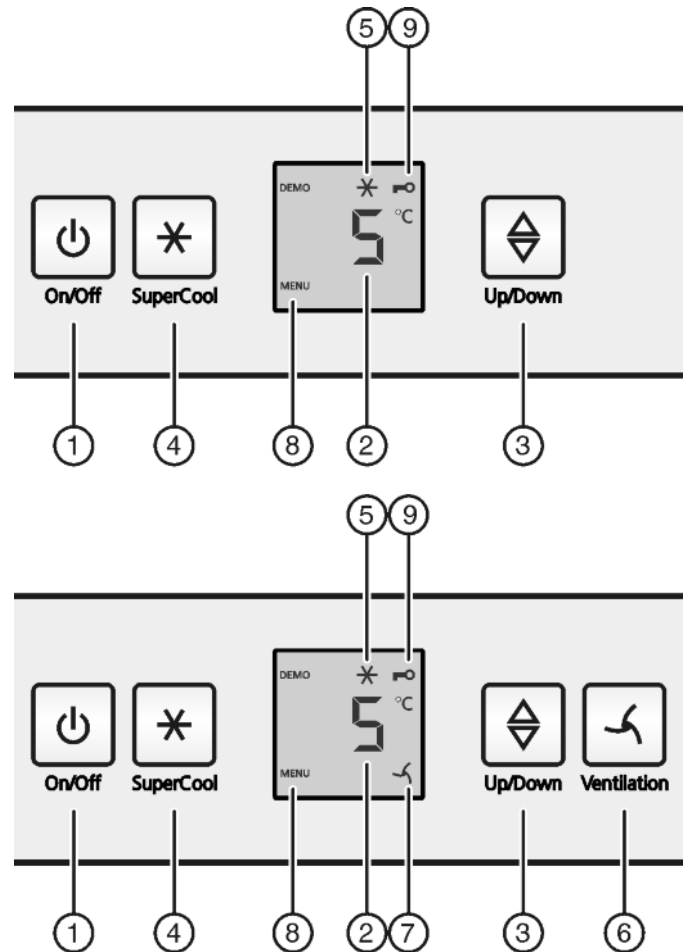 5 9
DEMO
5 °C
MENU
On/Off SuperCool Up/Down
1 4 8 2 3
5 9
DEMO
5 °C
MENU
On/Off SuperCool Up/Down Ventilation
1 4 8 2 7 3 6